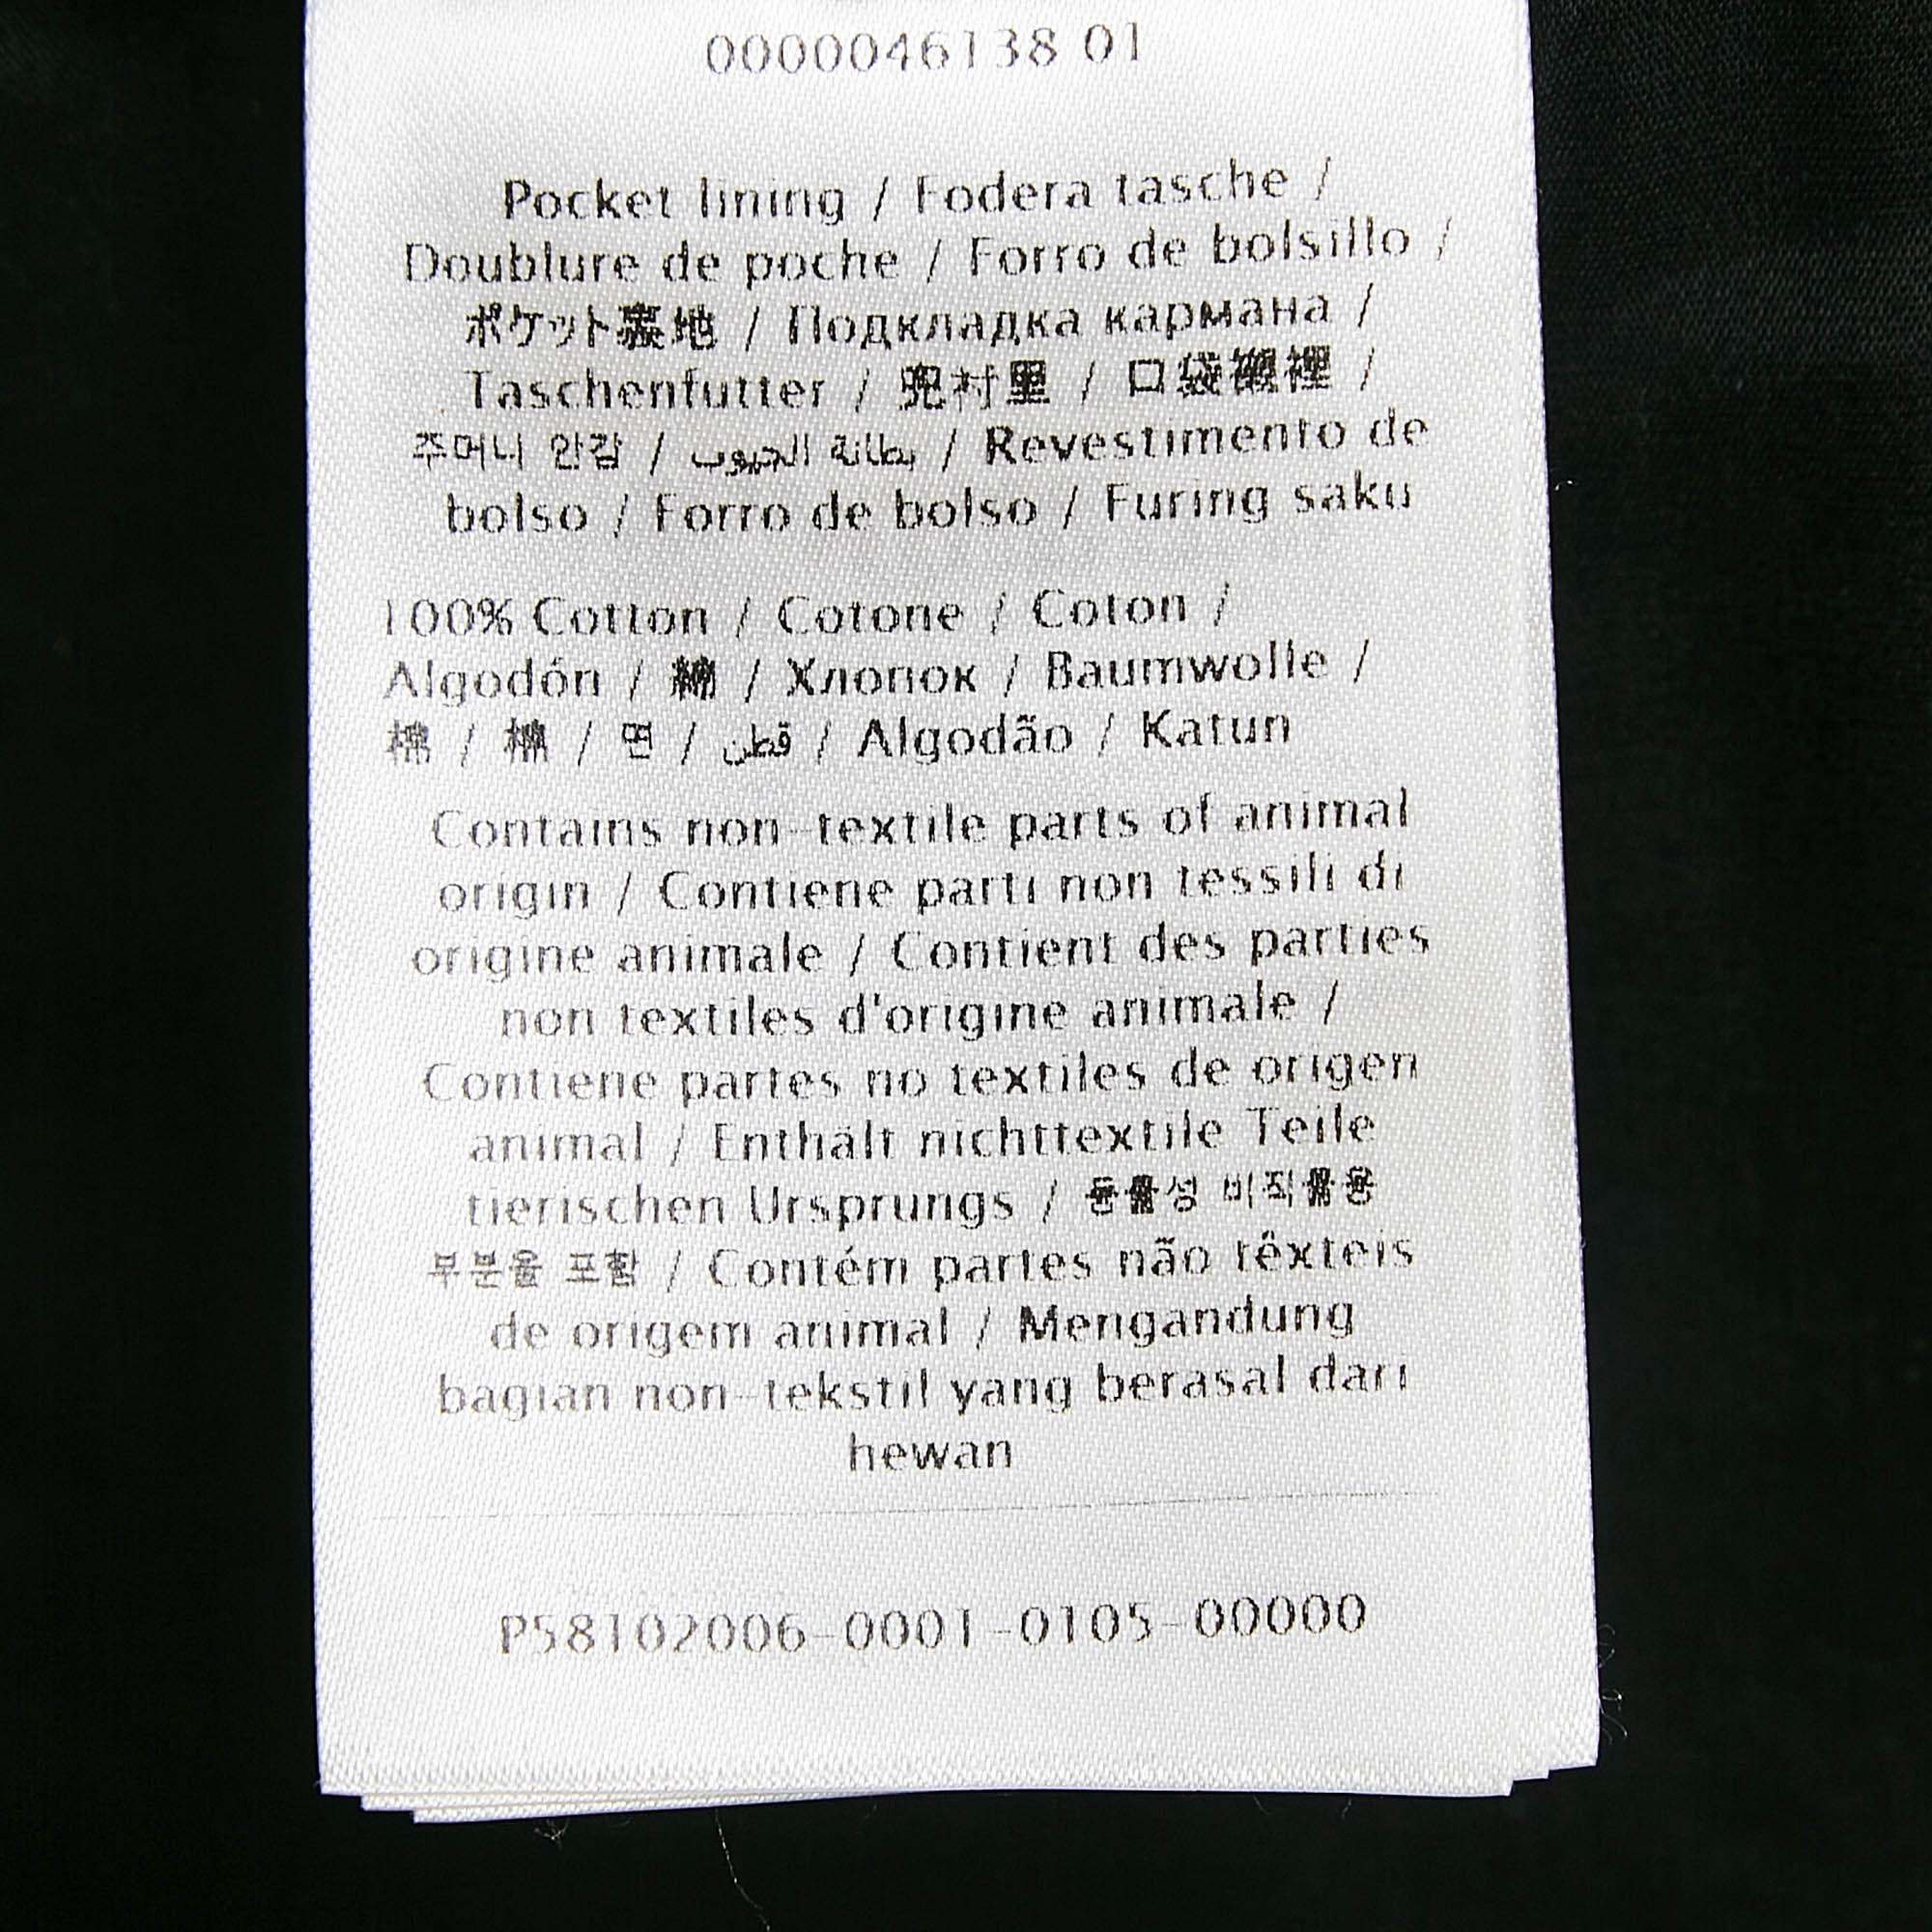 0000046138 01
Pocket lining / Fodera tasche /
Doublure de poche / Forro de bolsillo /
ポケット裏地 / Подкладка кармана /
Taschenfutter / 兜衬里 / 口袋襯裡 /
주머니 안감 / بطانة الجيوب / Revestimento de
bolso / Forro de bolso / Furing saku
100% Cotton / Cotone / Coton /
Algodón / 綿 / Хлопок / Baumwolle /
棉 / 棉 / 면 / قطن / Algodão / Katun
Contains non-textile parts of animal
origin / Contiene parti non tessili di
origine animale / Contient des parties
non textiles d'origine animale /
Contiene partes no textiles de origen
animal / Enthält nichttextile Teile
tierischen Ursprungs / 동물성 비직물용
부분을 포함 / Contém partes não têxteis
de origem animal / Mengandung
bagian non-tekstil yang berasal dari
hewan
P58102006-0001-0105-00000